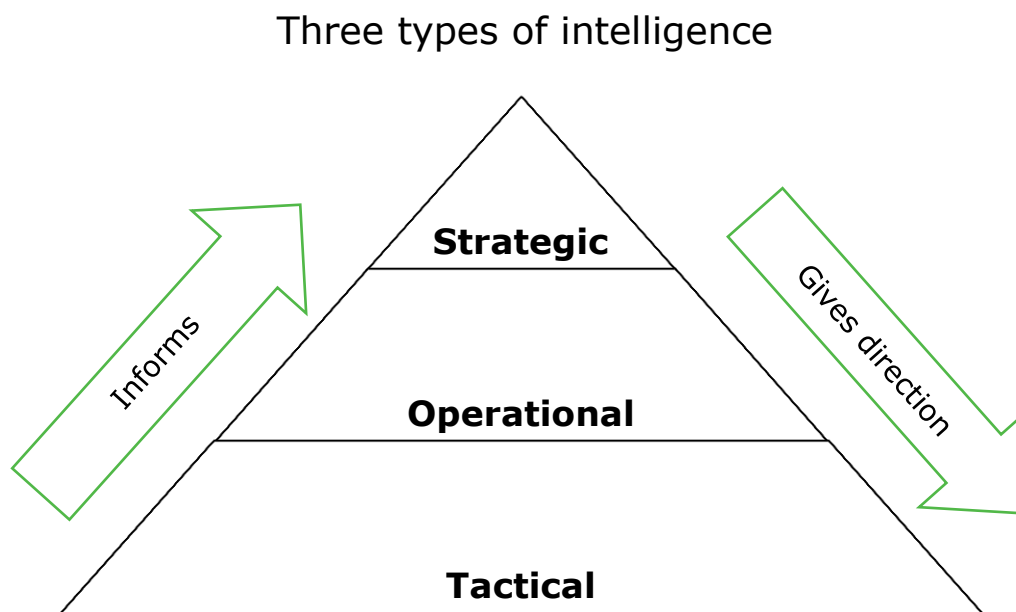 Three types of intelligence
Strategic
Informs
Gives direction
Operational
Tactical